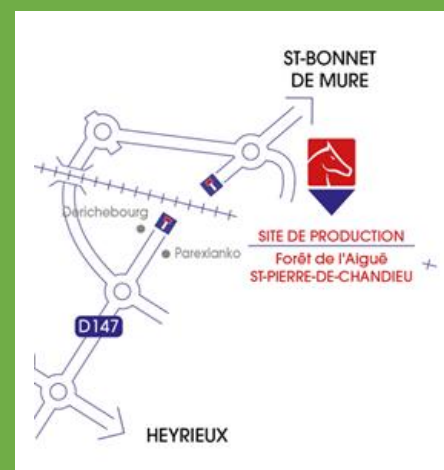 ST-BONNET
DE MURE
Derichebourg
Parexlanko
SITE DE PRODUCTION
Forêt de l'Aiguë
ST-PIERRE-DE-CHANDIEU
D147
HEYRIEUX